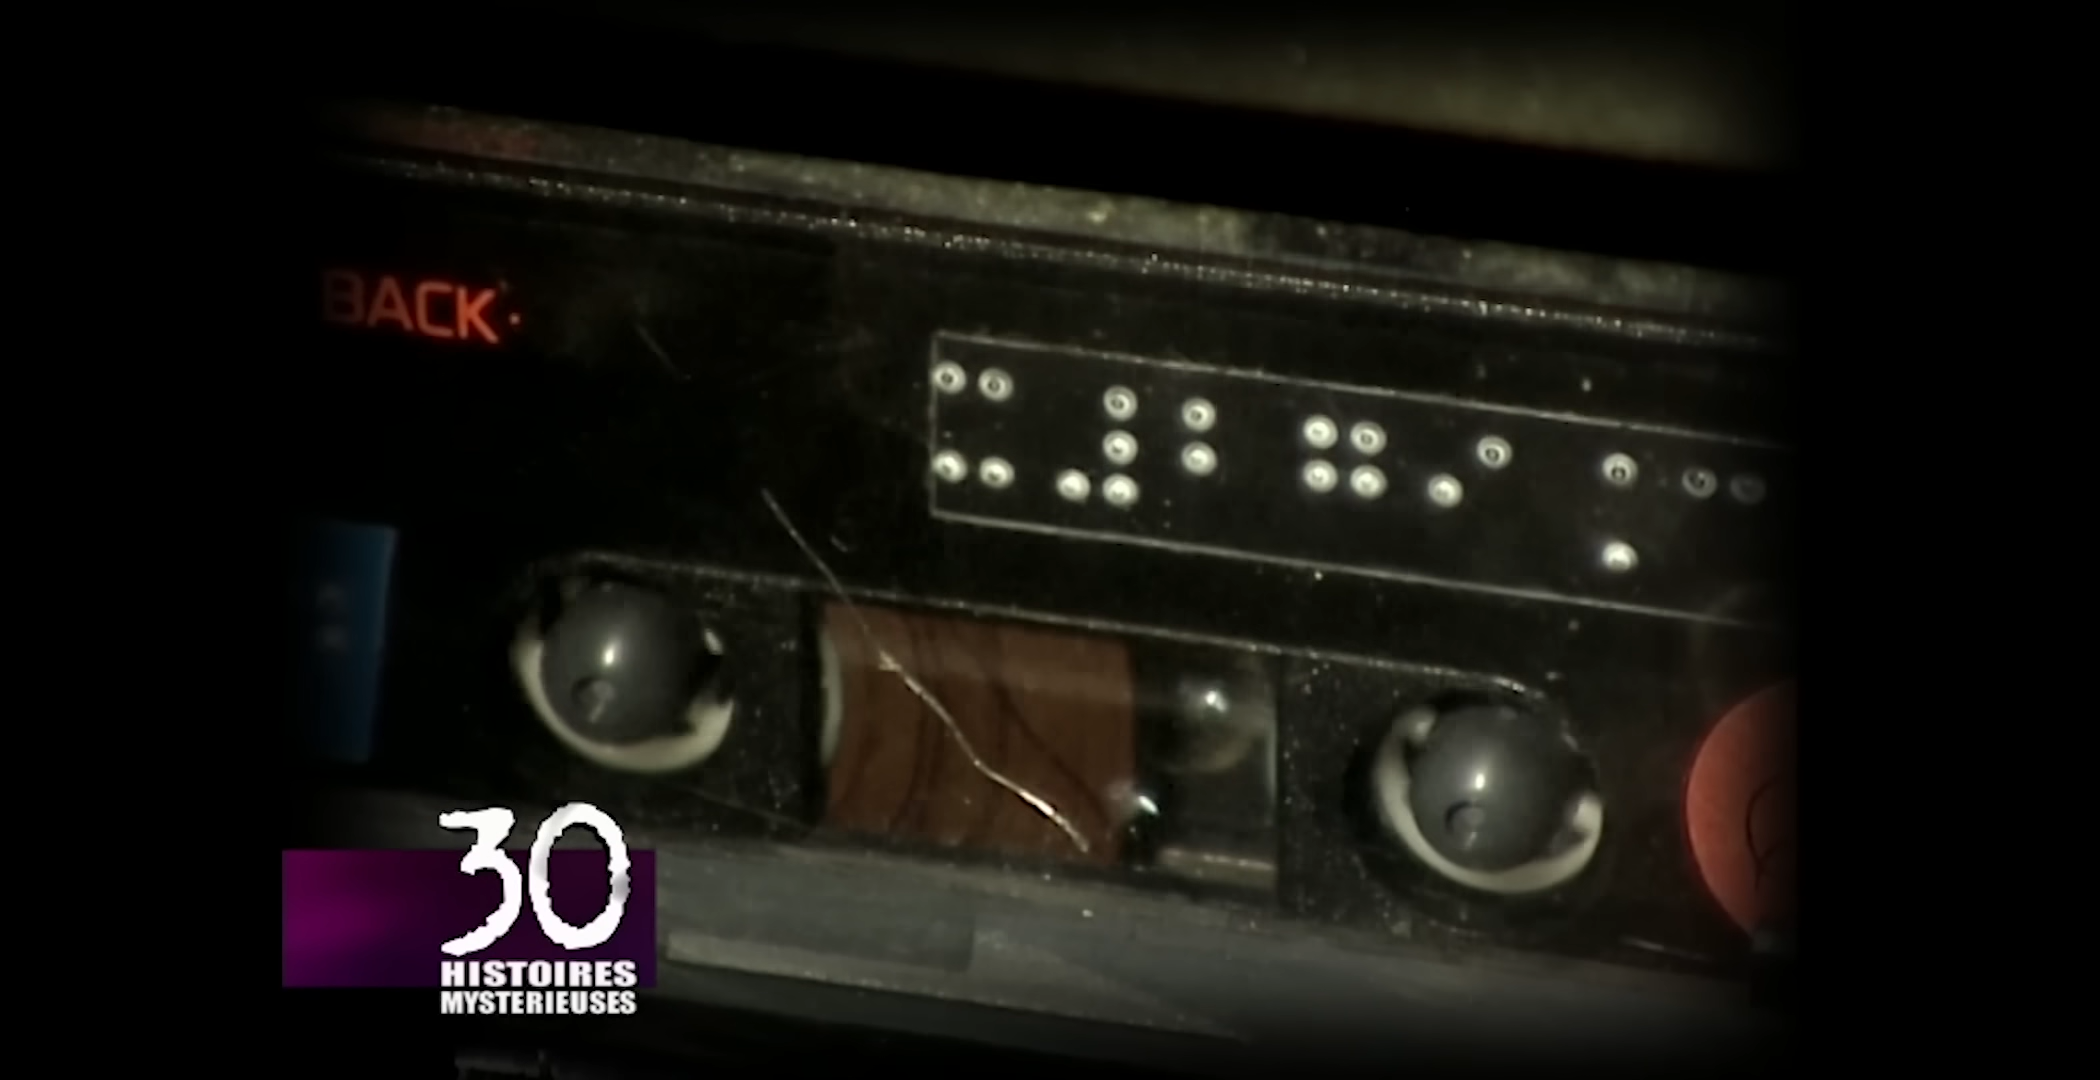 BACK.
⠭⠼⠃⠛⠊⠨⠉
30
HISTOIRES
MYSTERIEUSES